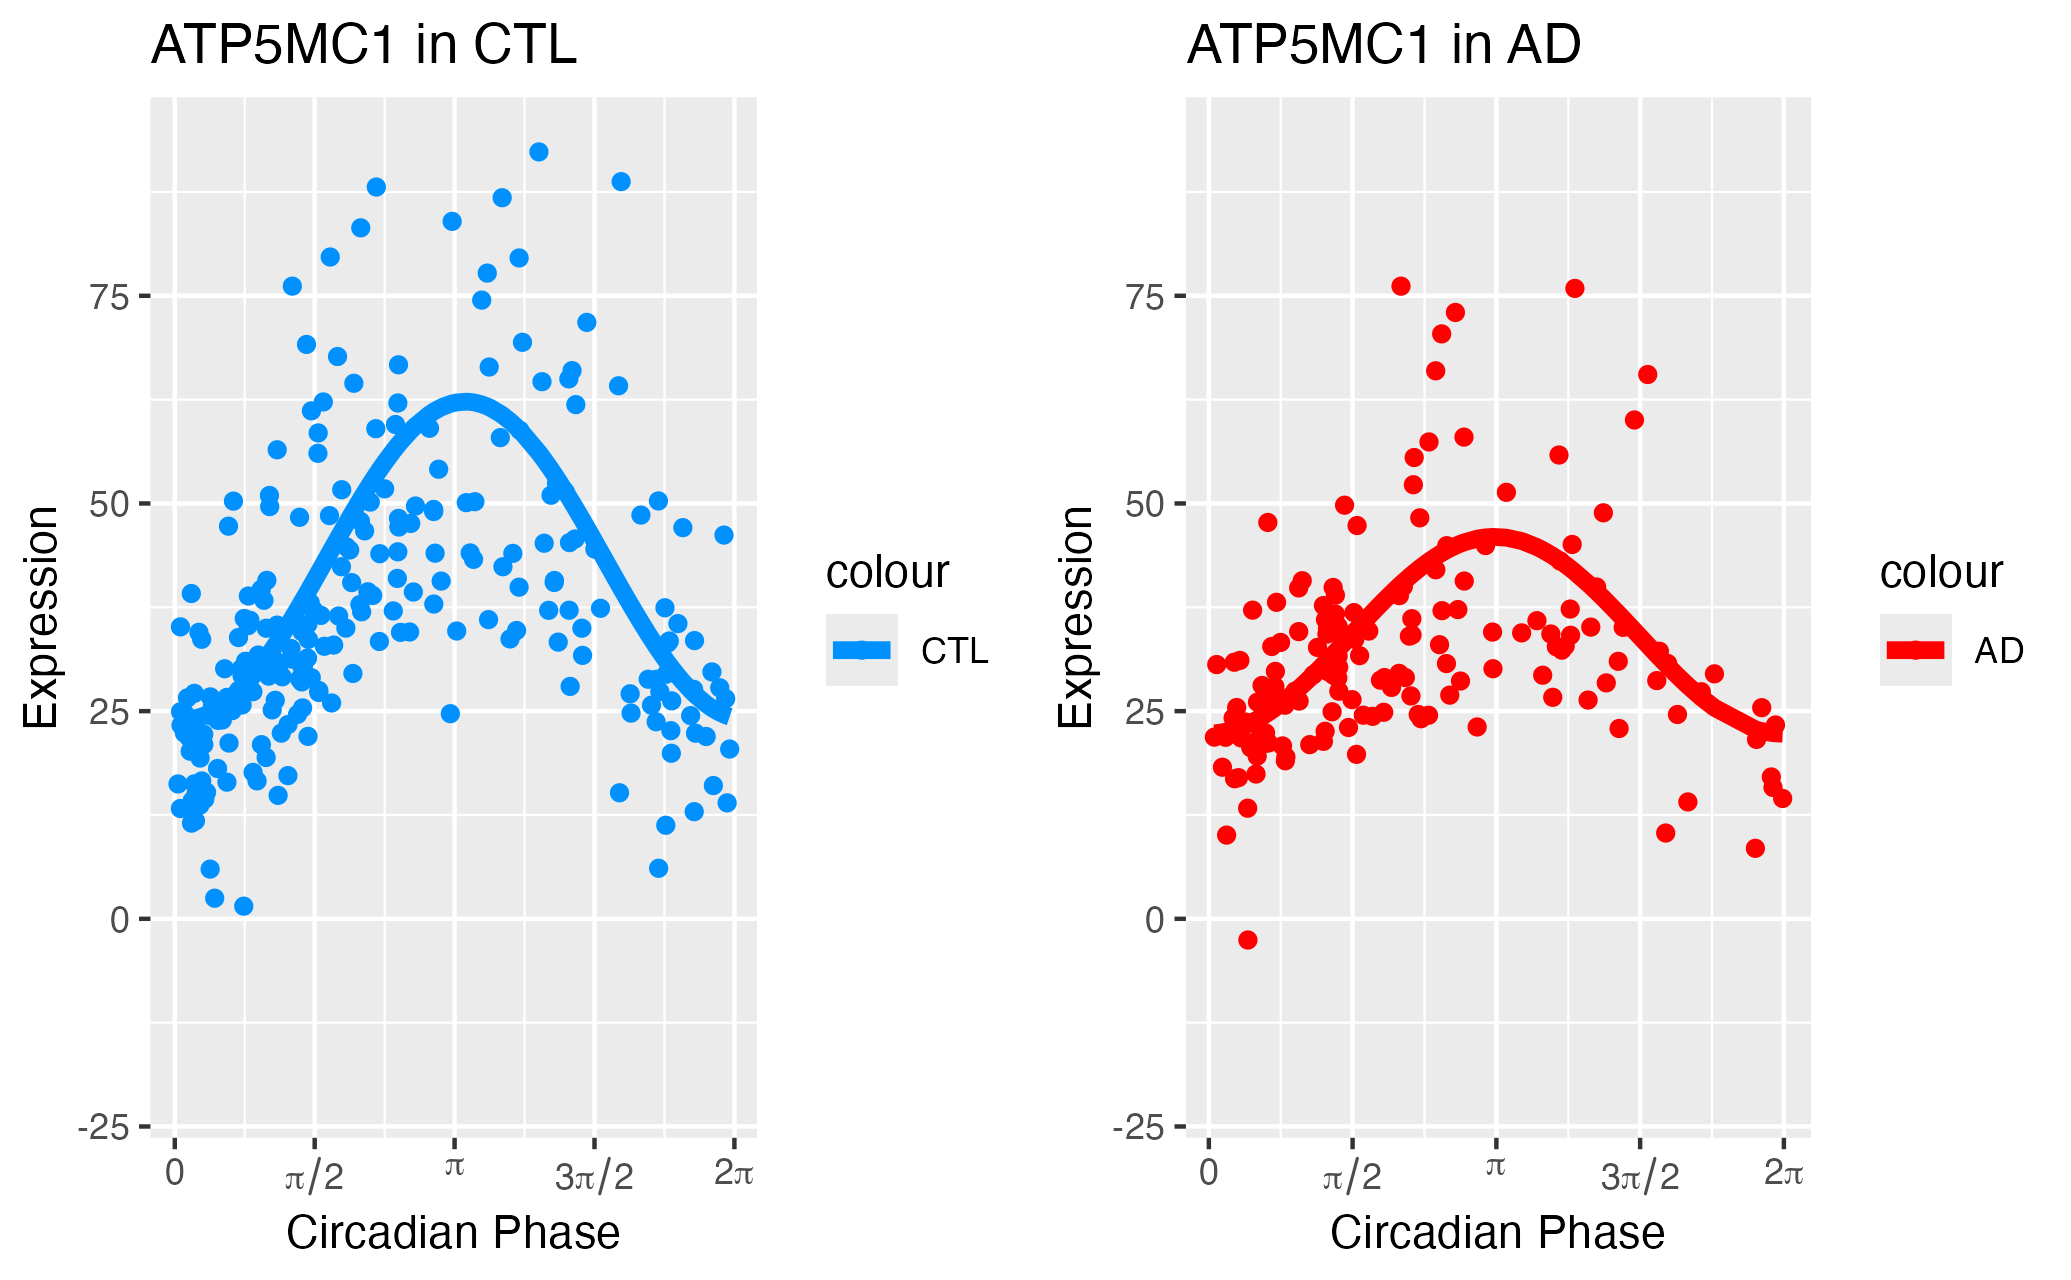 ATP5MC1 in CTL
Expression
75
50
25
0
-25
0
π/2
π
3π/2
2π
Circadian Phase
colour
CTL
ATP5MC1 in AD
Expression
75
50
25
0
-25
0
π/2
π
3π/2
2π
Circadian Phase
colour
AD